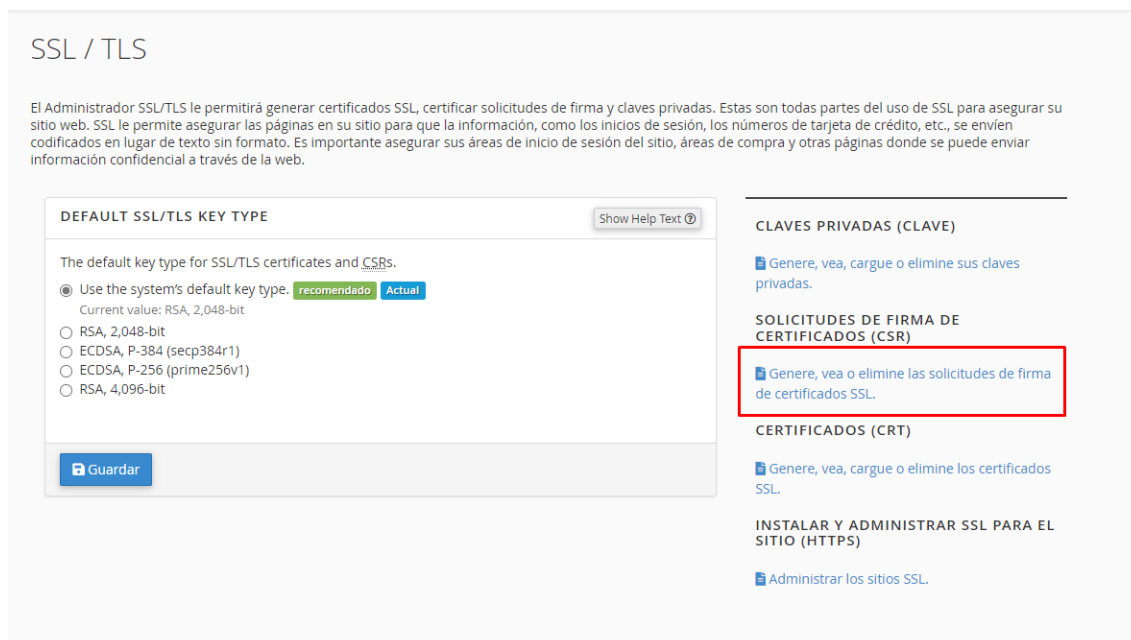 SSL / TLS
El Administrador SSL/TLS le permitirá generar certificados SSL, certificar solicitudes de firma y claves privadas. Estas son todas partes del uso de SSL para asegurar su
sitio web. SSL le permite asegurar las páginas en su sitio para que la información, como los inicios de sesión, los números de tarjeta de crédito, etc., se envíen
codificados en lugar de texto sin formato. Es importante asegurar sus áreas de inicio de sesión del sitio, áreas de compra y otras páginas donde se puede enviar
información confidencial a través de la web.
DEFAULT SSL/TLS KEY TYPE
Show Help Text
The default key type for SSL/TLS certificates and CSRs.
Use the system's default key type. recomendado Actual
Current value: RSA, 2,048-bit
RSA, 2,048-bit
ECDSA, P-384 (secp384r1)
ECDSA, P-256 (prime256v1)
RSA, 4,096-bit
Guardar
CLAVES PRIVADAS (CLAVE)
Genere, vea, cargue o elimine sus claves
privadas.
SOLICITUDES DE FIRMA DE
CERTIFICADOS (CSR)
Genere, vea o elimine las solicitudes de firma
de certificados SSL.
CERTIFICADOS (CRT)
Genere, vea, cargue o elimine los certificados
SSL.
INSTALAR Y ADMINISTRAR SSL PARA EL
SITIO (HTTPS)
Administrar los sitios SSL.